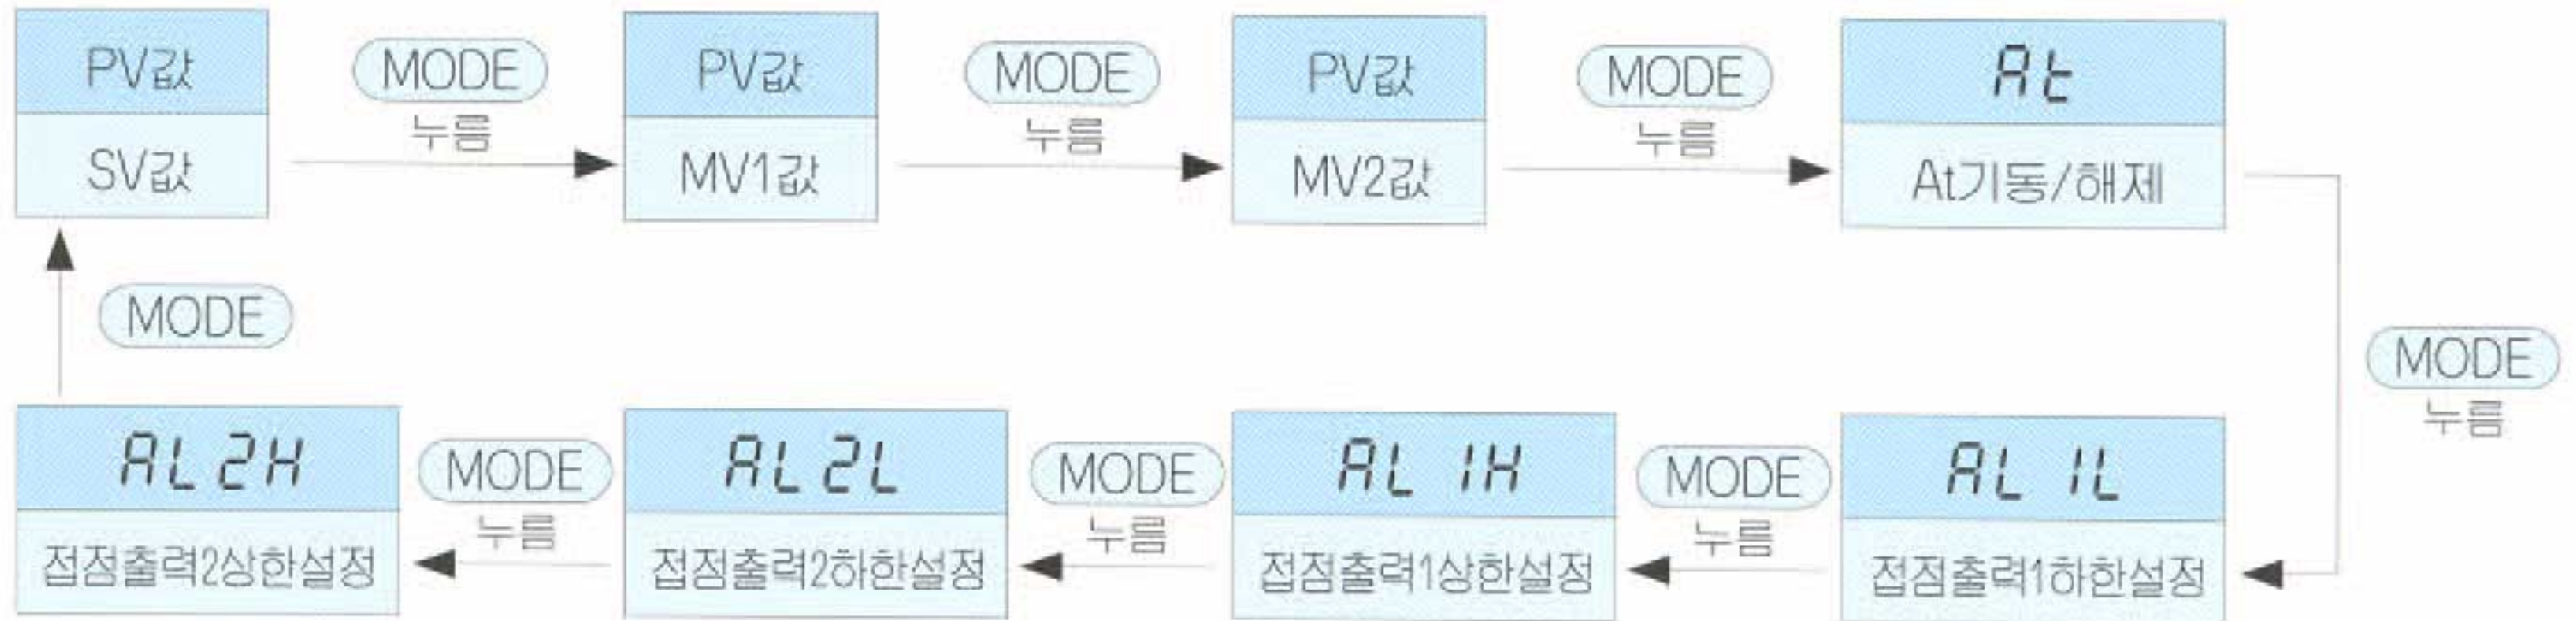 PV값
SV값
MODE
누름
PV값
MV1값
MODE
누름
PV값
MV2값
MODE
누름
At
At기동/해제
MODE
누름
AL1L
접점출력1하한설정
MODE
누름
AL1H
접점출력1상한설정
MODE
누름
AL2L
접점출력2하한설정
MODE
누름
AL2H
접점출력2상한설정
MODE